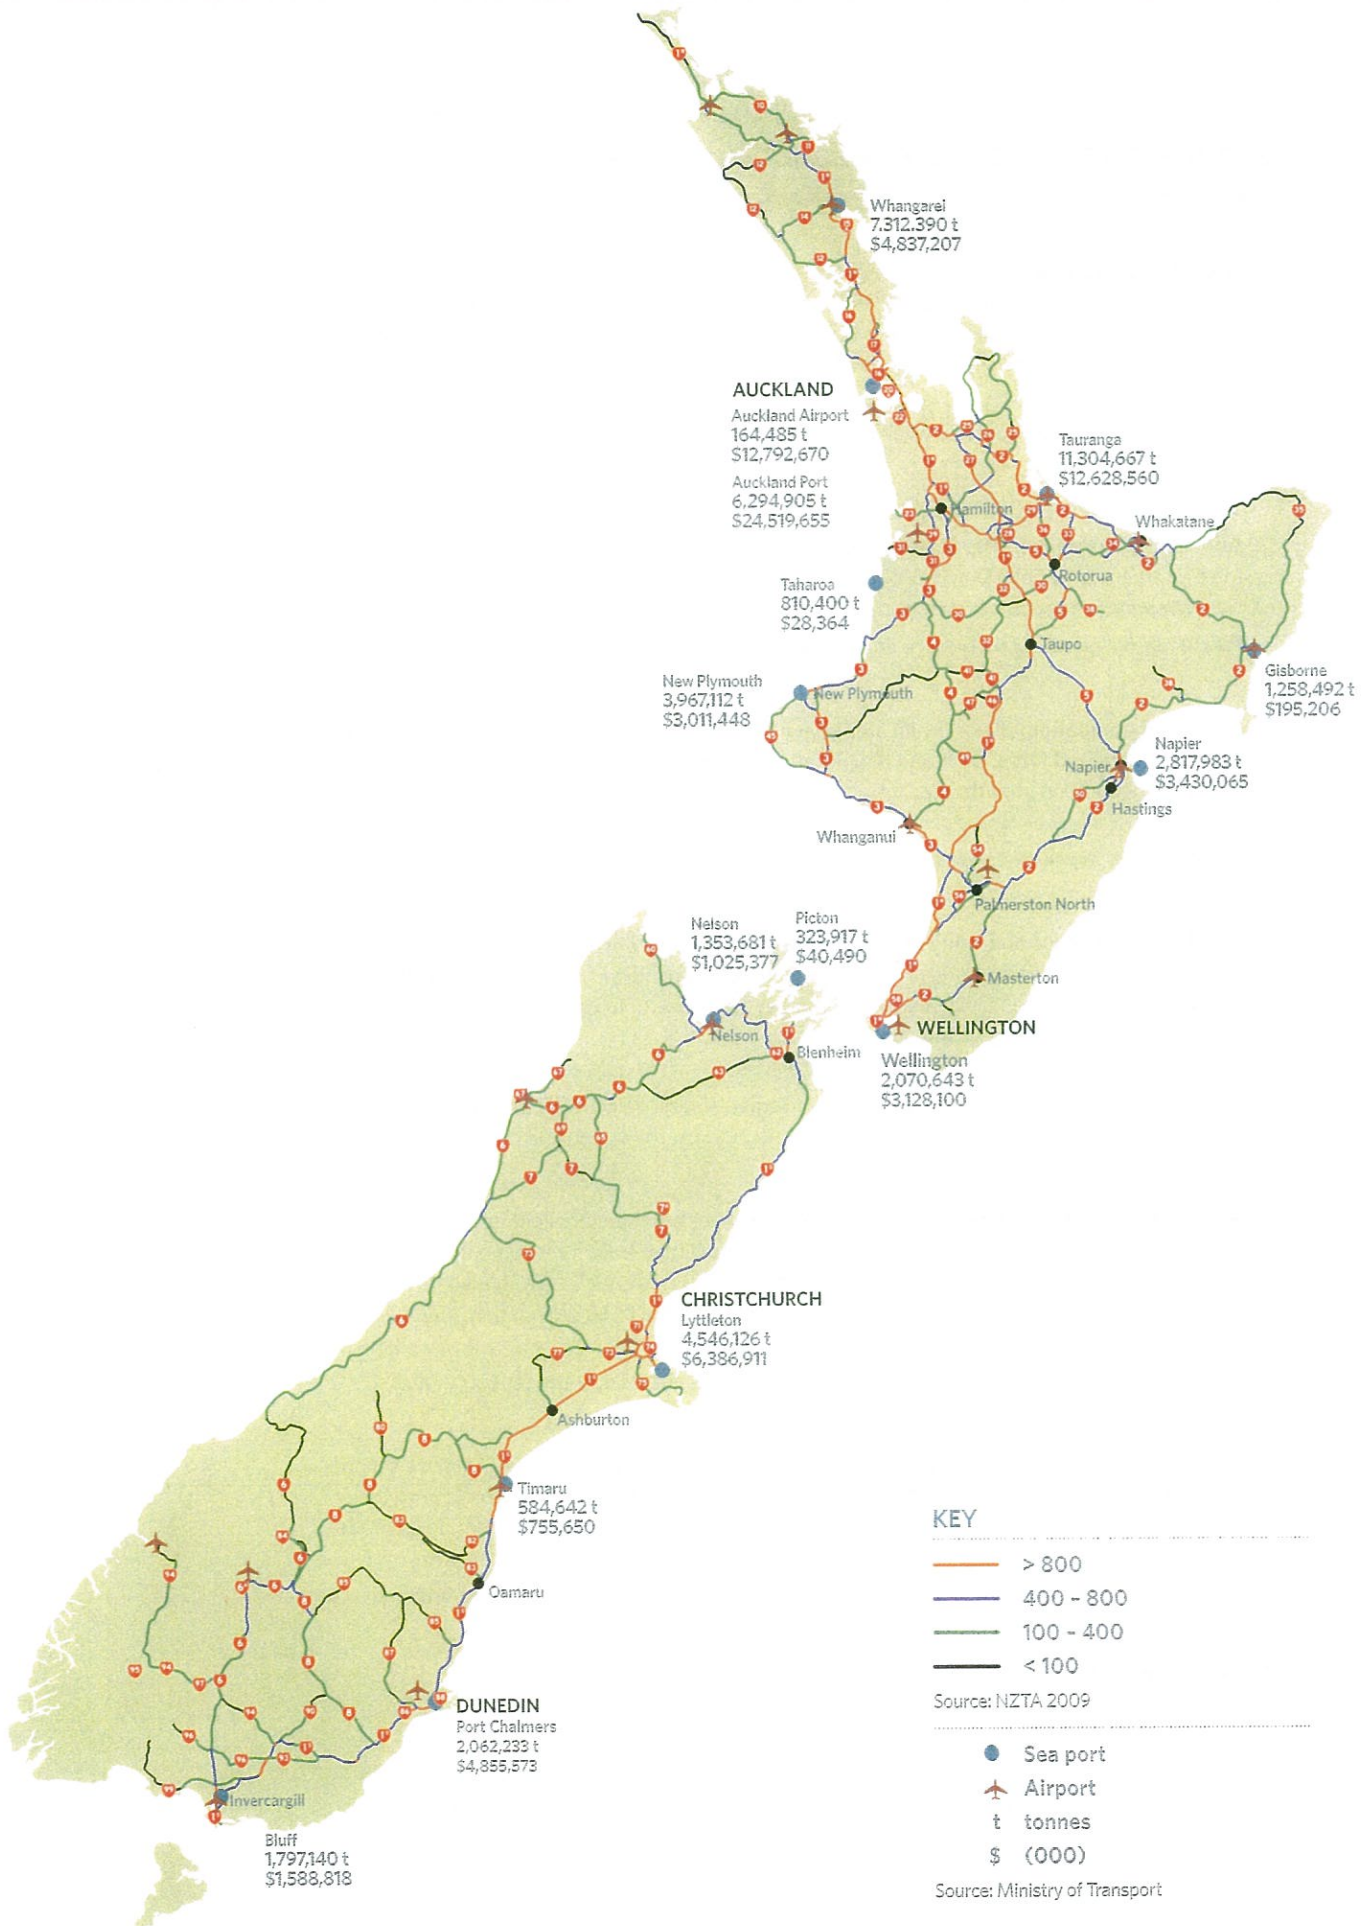 Whangarei
7.312.390 t
$4,837,207
AUCKLAND
Auckland Airport
164,485 t
$12,792,670
Auckland Port
6,294,905 t
$24,519,655
Tauranga
11,304,667 t
$12.628,560
Hamilton
Whakatane
Rotorua
Taharoa
810,400 t
$28,364
Taupo
Gisborne
1,258,492 t
$195,206
New Plymouth
3,967,112 t
$3,011,448
New Plymouth
Napier
2,817,983 t
$3,430,065
Napier
Hastings
Whanganui
Palmerston North
Nelson
1,353,681 t
$1,025,377
Picton
323,917 t
$40,490
Masterton
WELLINGTON
Wellington
2,070,643 t
$3,128,100
Nelson
Blenheim
CHRISTCHURCH
Lyttleton
4,546,126 t
$6,386,911
Ashburton
Timaru
584,642 t
$755,650
Oamaru
DUNEDIN
Port Chalmers
2,062,233 t
$4,855,573
Invercargill
Bluff
1,797,140 t
$1,588,818
KEY
> 800
400 - 800
100 - 400
< 100
Source: NZTA 2009
Sea port
Airport
t tonnes
$ (000)
Source: Ministry of Transport